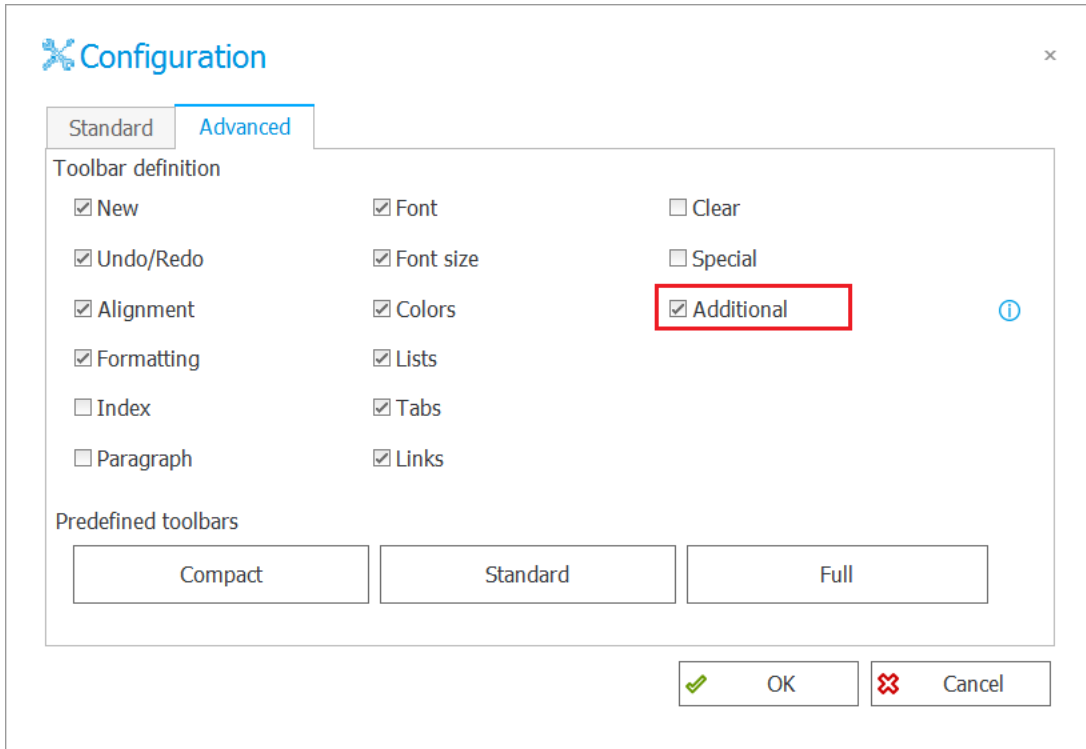 Configuration
Standard Advanced
Toolbar definition
New Font Clear
Undo/Redo Font size Special
Alignment Colors Additional
Formatting Lists
Index Tabs
Paragraph Links
Predefined toolbars
Compact Standard Full
OK Cancel